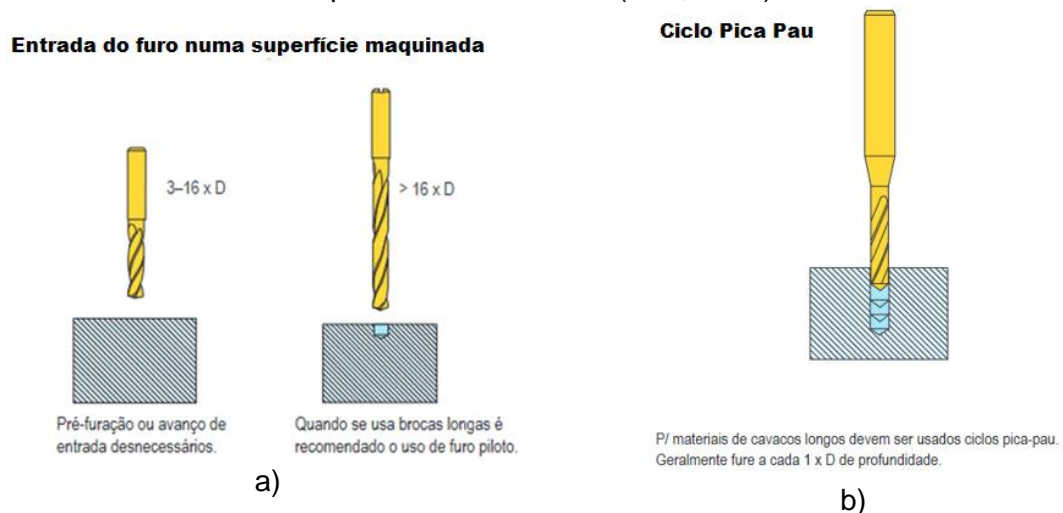 Entrada do furo numa superfície maquinada
3–16 x D
> 16 x D
Pré-furação ou avanço de
entrada desnecessários.
Quando se usa brocas longas é
recomendado o uso de furo piloto.
a)
Ciclo Pica Pau
P/ materiais de cavacos longos devem ser usados ciclos pica-pau.
Geralmente fure a cada 1 x D de profundidade.
b)